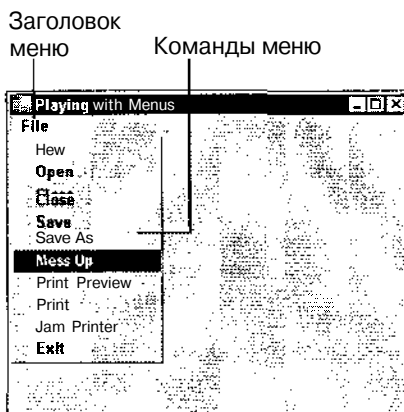 Заголовок
меню
Команды меню
Playing with Menus
File
Hew
Open
Close
Save
Save As
Mess Up
Print Preview
Print
Jam Printer
Exit